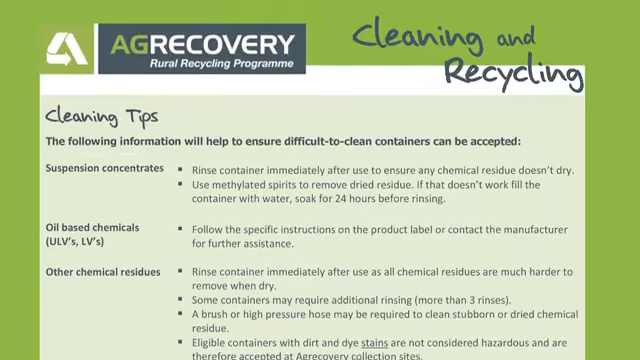 AGRECOVERY
Rural Recycling Programme
Cleaning and
Recycling
Cleaning Tips
The following information will help to ensure difficult-to-clean containers can be accepted:
Suspension concentrates
▪ Rinse container immediately after use to ensure any chemical residue doesn't dry.
▪ Use methylated spirits to remove dried residue. If that doesn't work fill the
container with water, soak for 24 hours before rinsing.
Oil based chemicals
(ULV's, LV's)
▪ Follow the specific instructions on the product label or contact the manufacturer
for further assistance.
Other chemical residues
▪ Rinse container immediately after use as all chemical residues are much harder to
remove when dry.
▪ Some containers may require additional rinsing (more than 3 rinses).
▪ A brush or high pressure hose may be required to clean stubborn or dried chemical
residue.
▪ Eligible containers with dirt and dye stains are not considered hazardous and are
therefore accepted at Agrecovery collection sites.